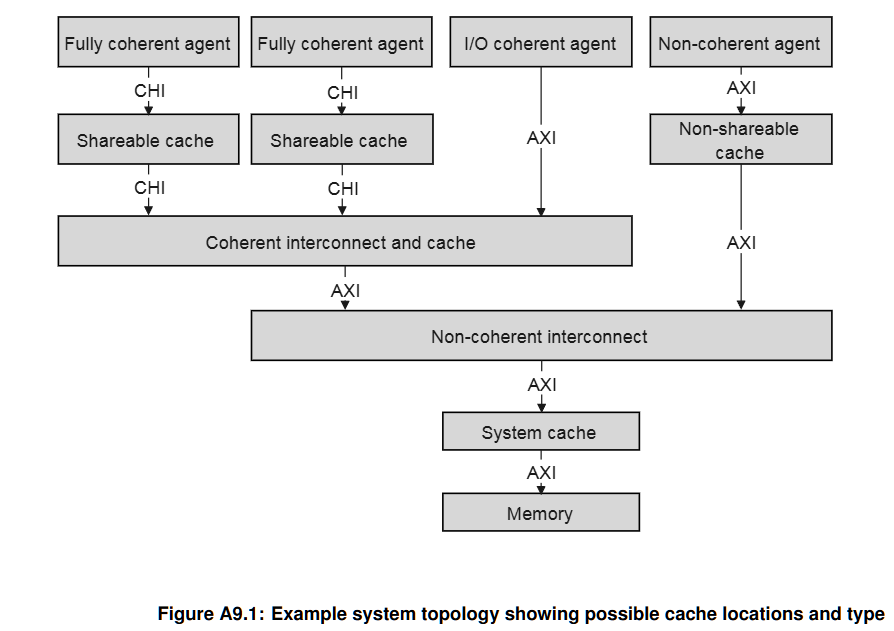 Fully coherent agent
Fully coherent agent
I/O coherent agent
Non-coherent agent
CHI
CHI
AXI
Shareable cache
Shareable cache
AXI
Non-shareable
cache
CHI
CHI
Coherent interconnect and cache
AXI
AXI
Non-coherent interconnect
AXI
System cache
AXI
Memory
Figure A9.1: Example system topology showing possible cache locations and type